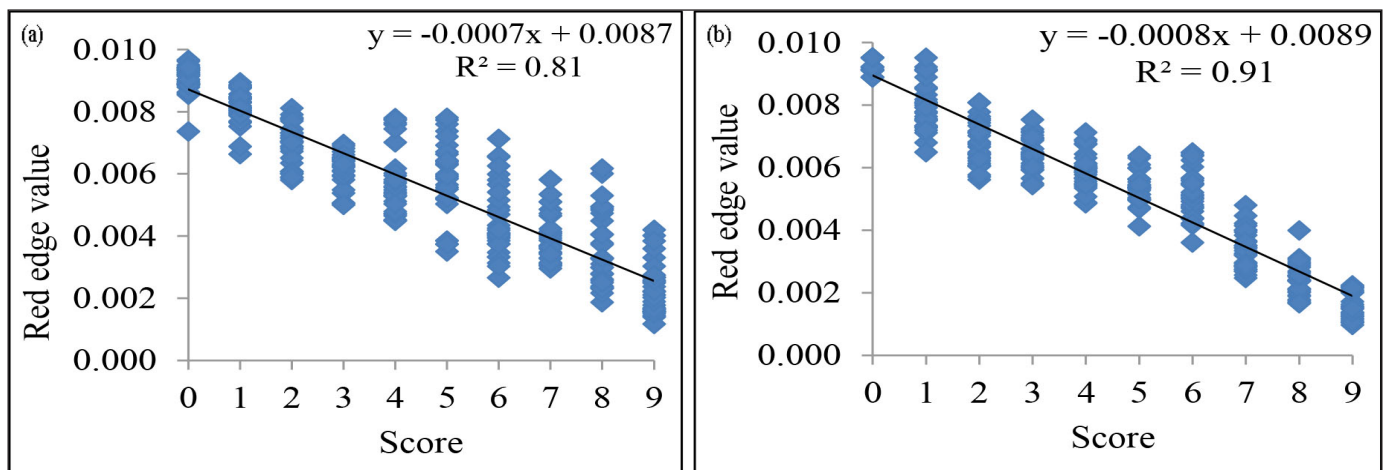 (a)
y = -0.0007x + 0.0087
R² = 0.81
0.010
0.008
0.006
0.004
0.002
0.000
Red edge value
0 1 2 3 4 5 6 7 8 9
Score
(b)
y = -0.0008x + 0.0089
R² = 0.91
0.010
0.008
0.006
0.004
0.002
0.000
Red edge value
0 1 2 3 4 5 6 7 8 9
Score